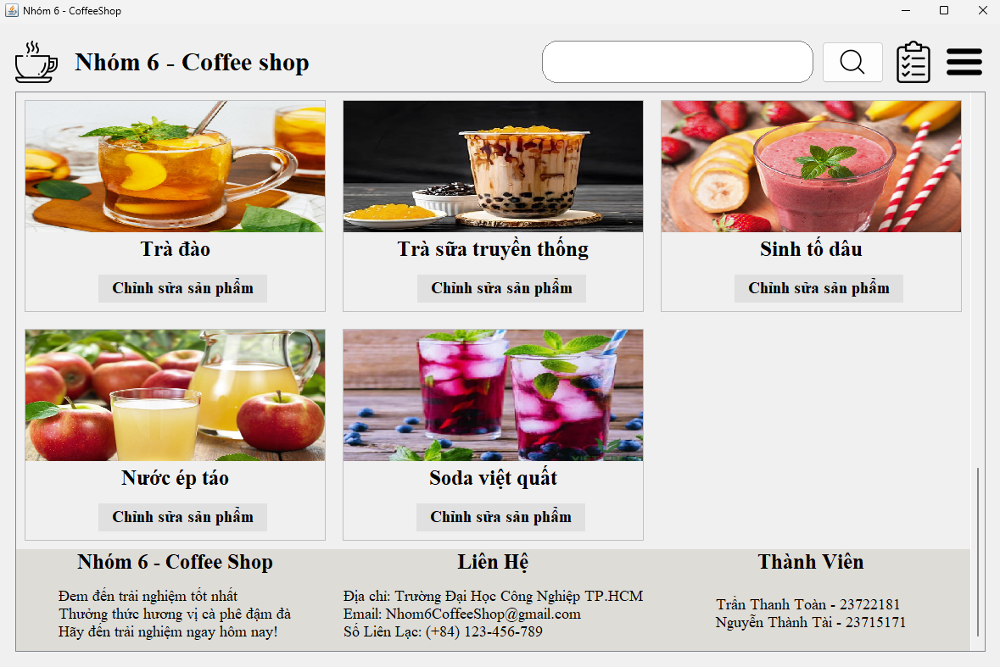 Nhóm 6 - CoffeeShop
Nhóm 6 - Coffee shop
Trà đào
Trà sữa truyền thống
Sinh tố dâu
Chỉnh sửa sản phẩm
Chỉnh sửa sản phẩm
Chỉnh sửa sản phẩm
Nước ép táo
Soda việt quất
Chỉnh sửa sản phẩm
Chỉnh sửa sản phẩm
Nhóm 6 - Coffee Shop
Đem đến trải nghiệm tốt nhất
Thưởng thức hương vị cà phê đậm đà
Hãy đến trải nghiệm ngay hôm nay!
Liên Hệ
Địa chỉ: Trường Đại Học Công Nghiệp TP.HCM
Email: Nhom6CoffeeShop@gmail.com
Số Liên Lạc: (+84) 123-456-789
Thành Viên
Trần Thanh Toàn - 23722181
Nguyễn Thành Tài - 23715171